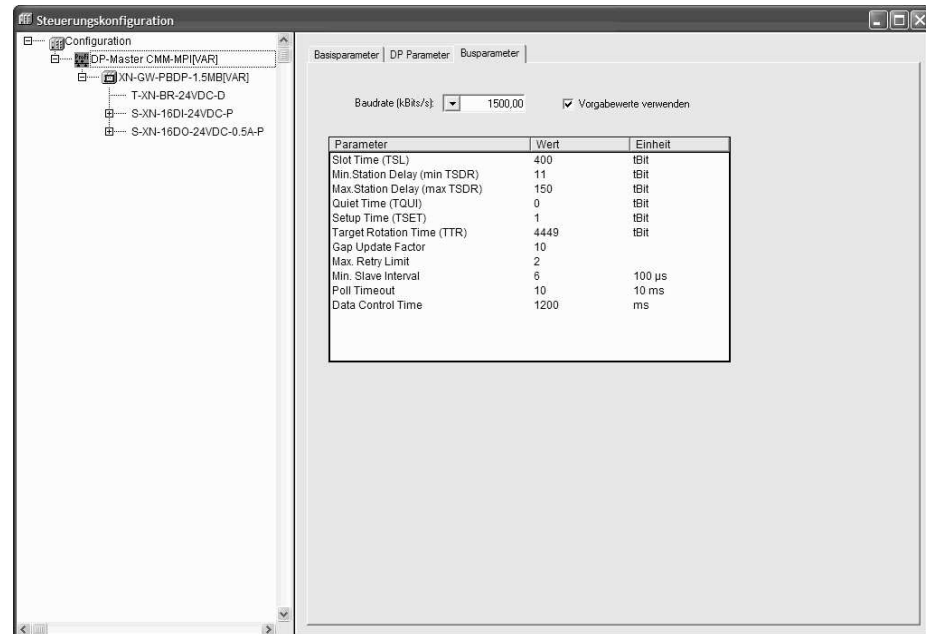 Steuerungskonfiguration
Configuration
DP-Master CMM-MPI[VAR]
XN-GW-PBDP-1.5MB[VAR]
T-XN-BR-24VDC-D
S-XN-16DI-24VDC-P
S-XN-16DO-24VDC-0.5A-P
Basisparameter DP Parameter Busparameter
Baudrate (kBits/s): 1500,00 Vorgabewerte verwenden
Parameter Wert Einheit
Slot Time (TSL) 400 tBit
Min.Station Delay (min TSDR) 11 tBit
Max.Station Delay (max TSDR) 150 tBit
Quiet Time (TQUI) 0 tBit
Setup Time (TSET) 1 tBit
Target Rotation Time (TTR) 4449 tBit
Gap Update Factor 10
Max. Retry Limit 2
Min. Slave Interval 6 100 µs
Poll Timeout 10 10 ms
Data Control Time 1200 ms